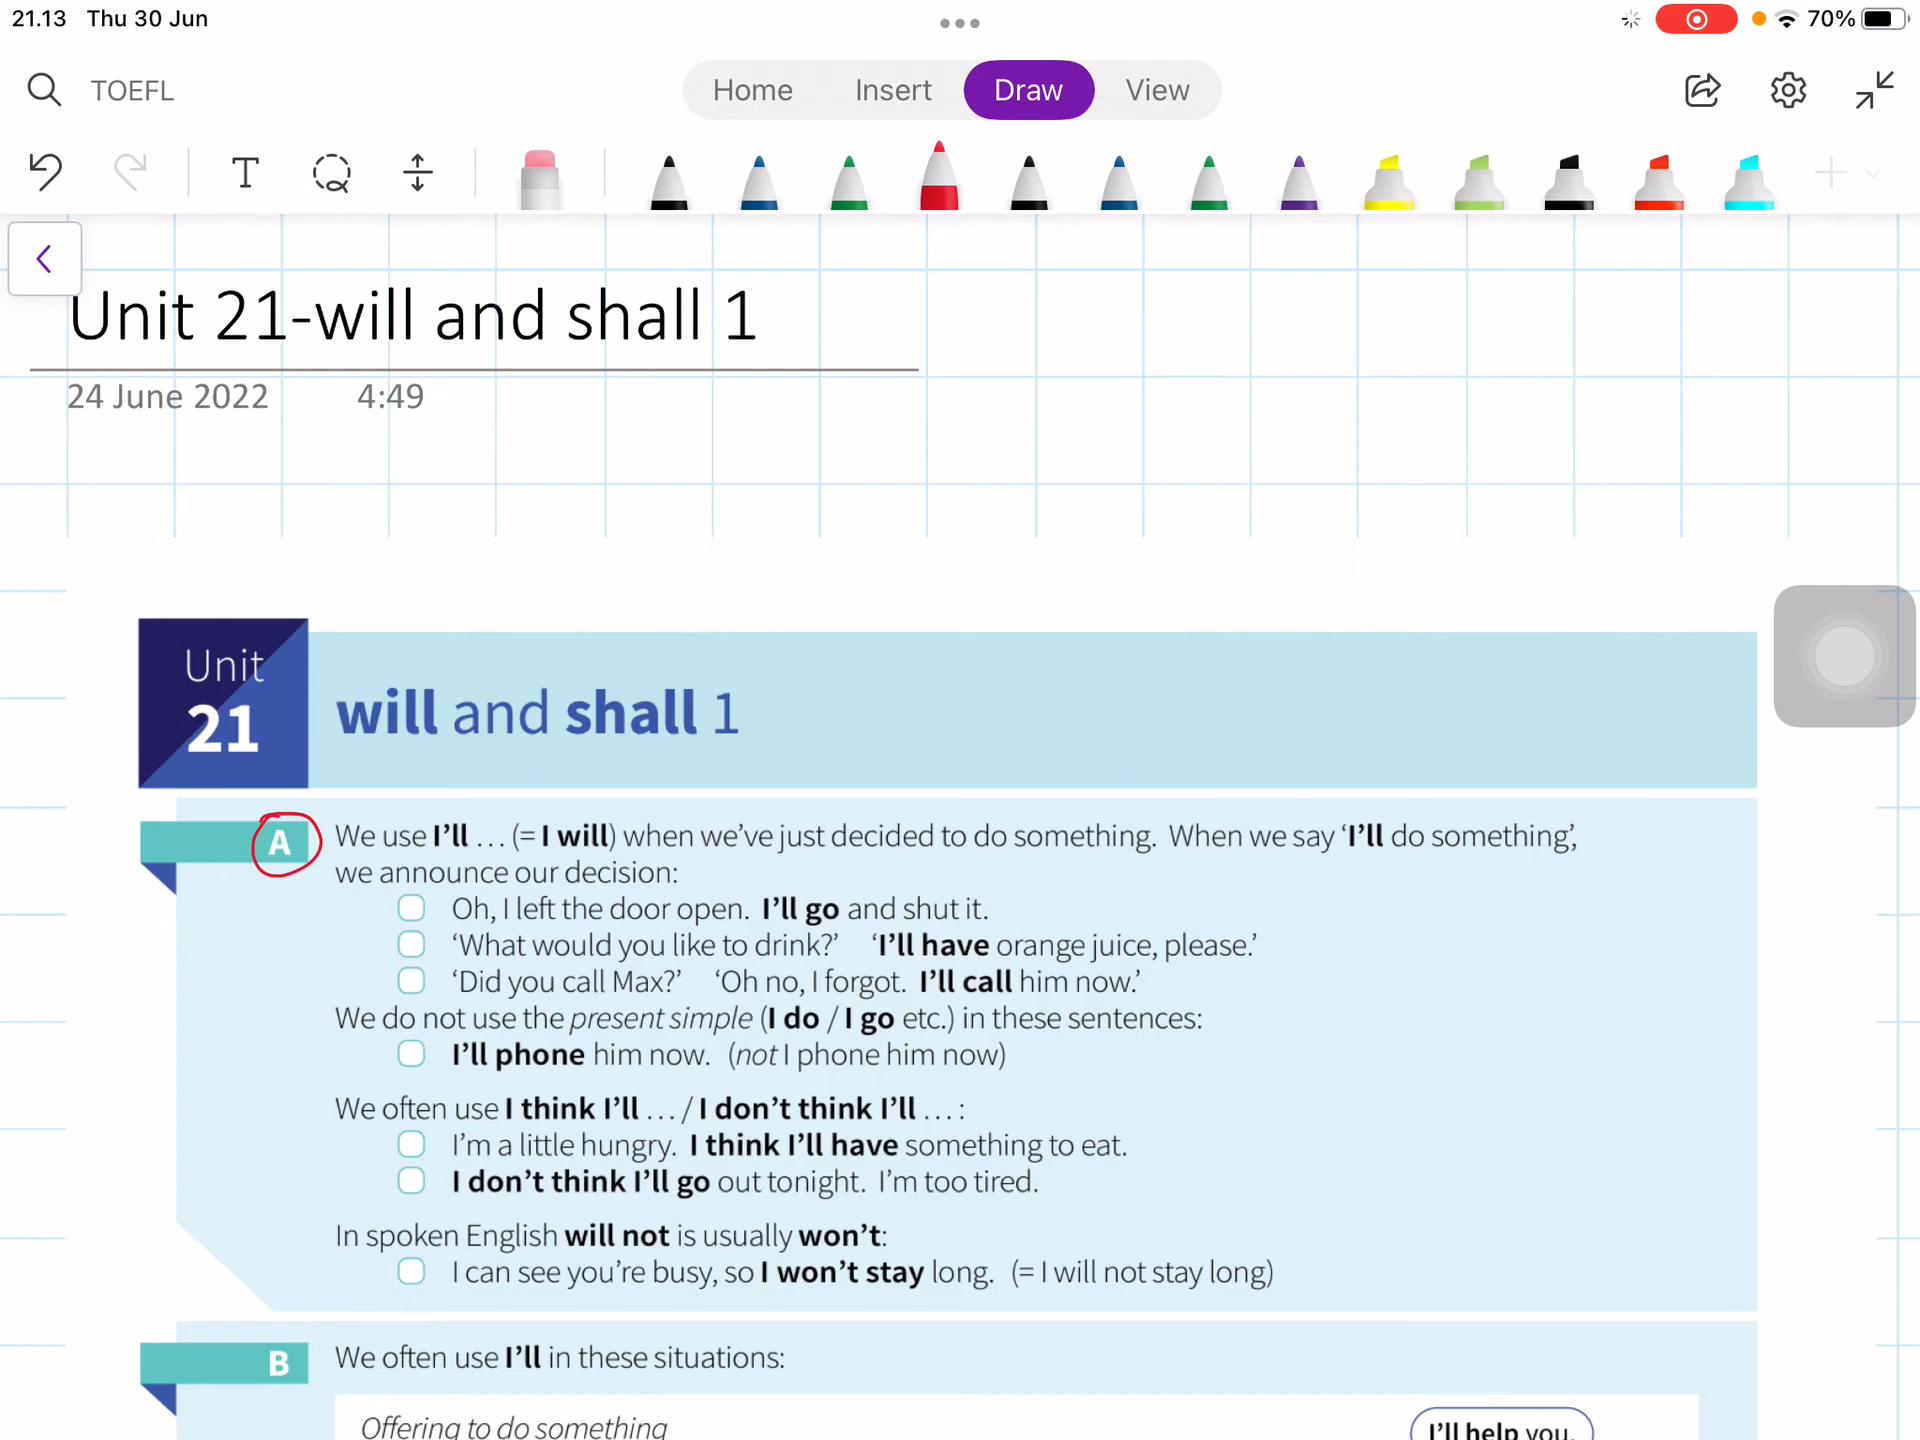 21.13 Thu 30 Jun
70%
TOEFL
Home Insert Draw View
T
Unit 21-will and shall 1
24 June 2022 4:49
Unit
21
will and shall 1
A
We use I’ll … (= I will) when we’ve just decided to do something. When we say ‘I’ll do something’,
we announce our decision:
Oh, I left the door open. I’ll go and shut it.
‘What would you like to drink?’ ‘I’ll have orange juice, please.’
‘Did you call Max?’ ‘Oh no, I forgot. I’ll call him now.’
We do not use the present simple (I do / I go etc.) in these sentences:
I’ll phone him now. (not I phone him now)
We often use I think I’ll … / I don’t think I’ll … :
I’m a little hungry. I think I’ll have something to eat.
I don’t think I’ll go out tonight. I’m too tired.
In spoken English will not is usually won’t:
I can see you’re busy, so I won’t stay long. (= I will not stay long)
B
We often use I’ll in these situations:
Offering to do something
I’ll help you.